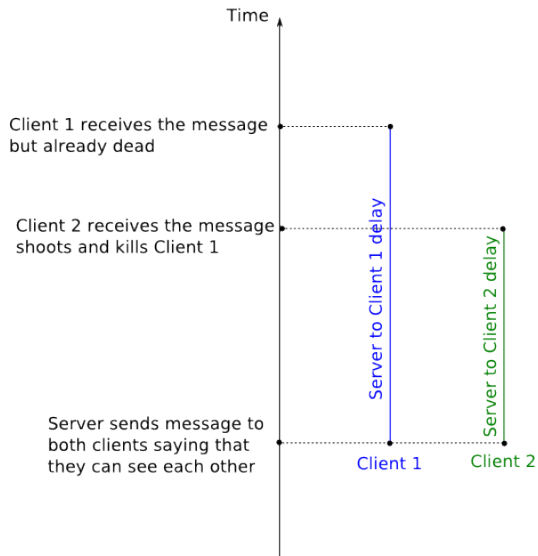 Time
Client 1 receives the message
but already dead
Client 2 receives the message
shoots and kills Client 1
Server to Client 1 delay
Server to Client 2 delay
Server sends message to
both clients saying that
they can see each other
Client 1
Client 2